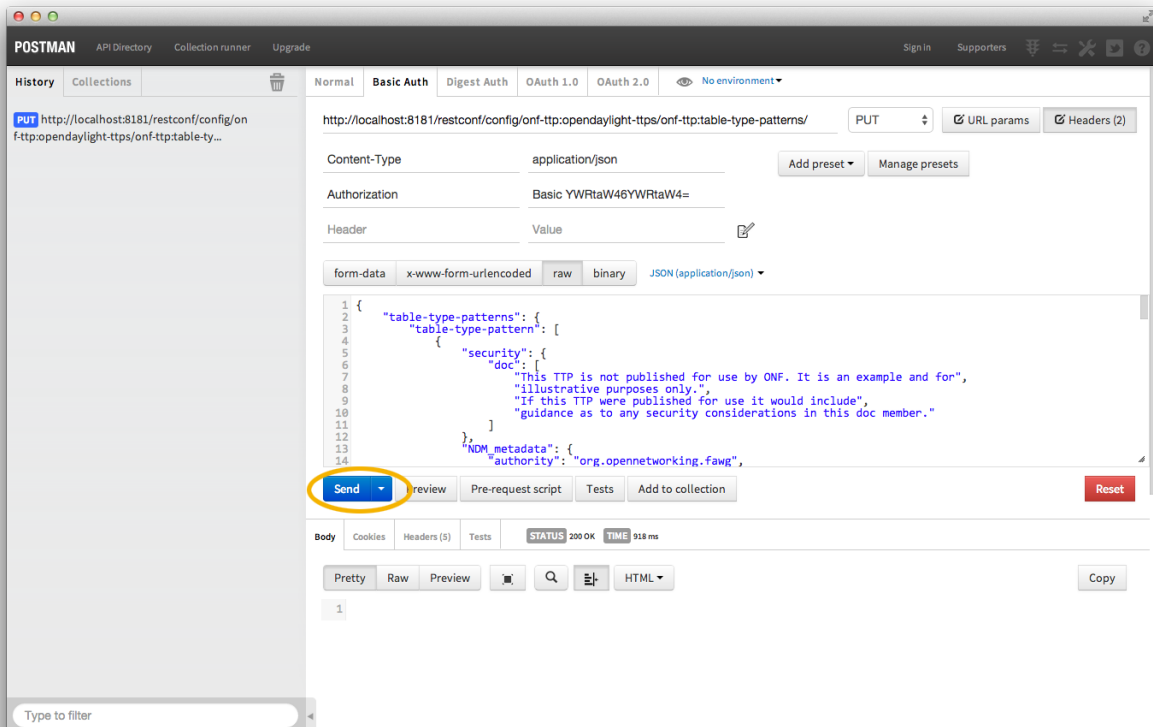 POSTMAN API Directory Collection runner Upgrade Sign in Supporters
History Collections
Normal Basic Auth Digest Auth OAuth 1.0 OAuth 2.0 No environment
PUT http://localhost:8181/restconf/config/on
f-ttp:opendaylight-ttps/onf-ttp:table-ty...
http://localhost:8181/restconf/config/onf-ttp:opendaylight-ttps/onf-ttp:table-type-patterns/ PUT URL params Headers (2)
Content-Type application/json Add preset Manage presets
Authorization Basic YWRtaW46YWRtaW4=
Header Value
form-data x-www-form-urlencoded raw binary JSON (application/json)
1 {
2 "table-type-patterns": {
3 "table-type-pattern": [
4 {
5 "security": {
6 "doc": [
7 "This TTP is not published for use by ONF. It is an example and for",
8 "illustrative purposes only.",
9 "If this TTP were published for use it would include",
10 "guidance as to any security considerations in this doc member."
11 ]
12 },
13 "NDM_metadata": {
14 "authority": "org.opennetworking.fawg",
Send review Pre-request script Tests Add to collection Reset
Body Cookies Headers (5) Tests STATUS 200 OK TIME 918 ms
Pretty Raw Preview HTML Copy
1
Type to filter